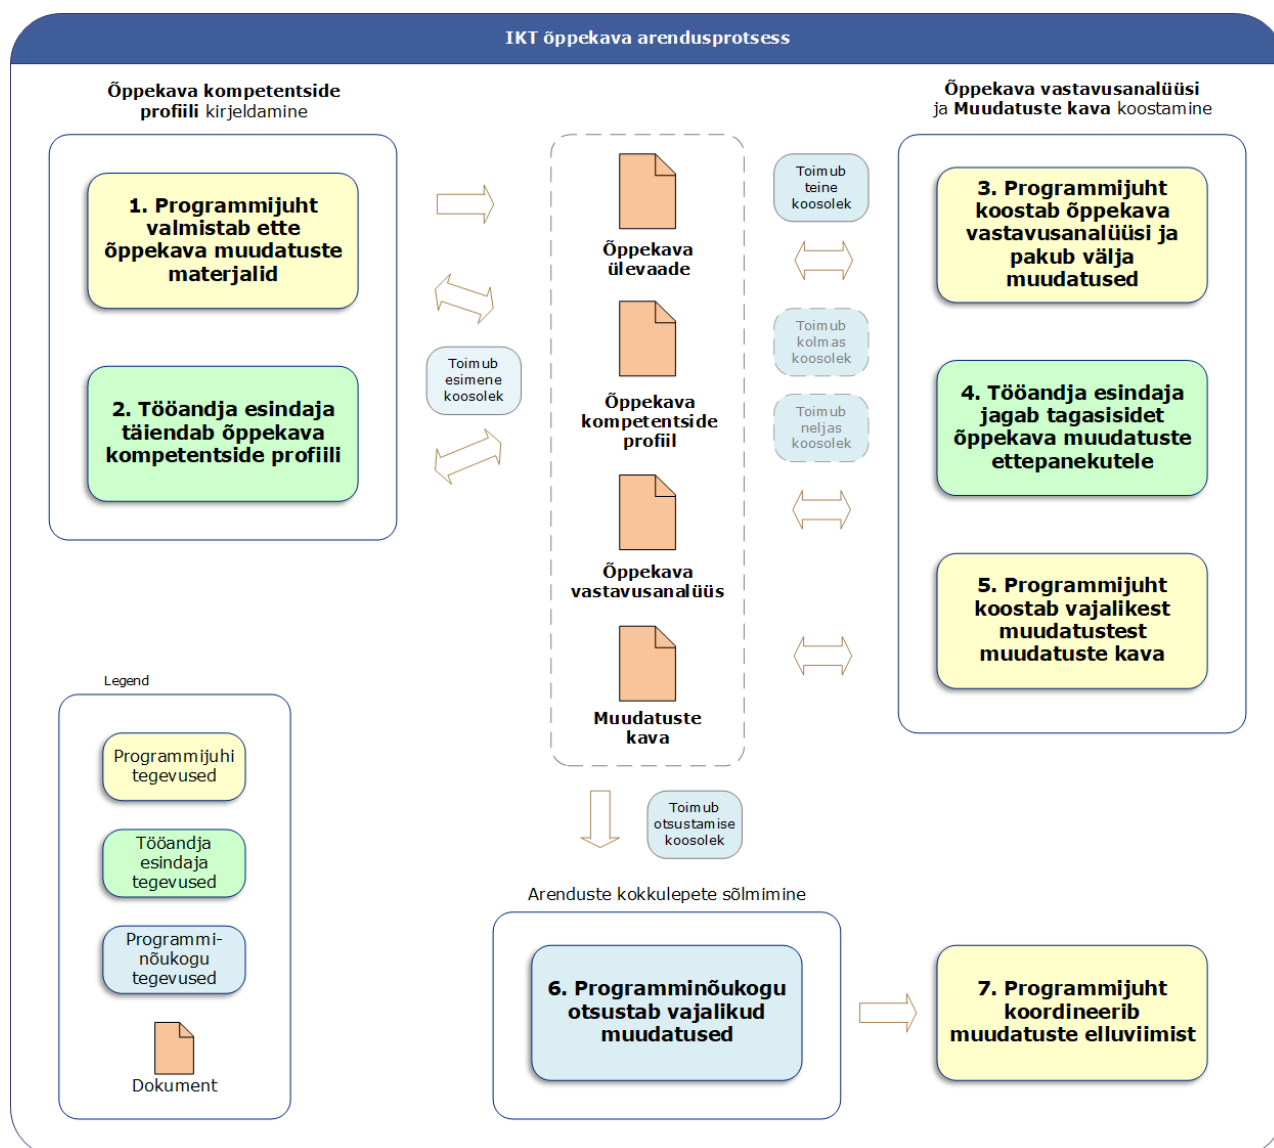 IKT õppekava arendusprotsess
Õppekava kompetentside
profiili kirjeldamine
1. Programmijuht
valmistab ette
õppekava muudatuste
materjalid
2. Tööandja esindaja
täiendab õppekava
kompetentside profiili
Toimub
esimene
koosolek
Õppekava
ülevaade
Õppekava
kompetentside
profiil
Õppekava
vastavusanalüüs
Muudatuste
kava
Toimub
teine
koosolek
Toimub
kolmas
koosolek
Toimub
neljas
koosolek
Õppekava vastavusanalüüsi
ja Muudatuste kava koostamine
3. Programmijuht
koostab õppekava
vastavusanalüüsi ja
pakub välja
muudatused
4. Tööandja esindaja
jagab tagasisidet
õppekava muudatuste
ettepanekutele
5. Programmijuht
koostab vajalikest
muudatustest
muudatuste kava
Legend
Programmijuhi
tegevused
Tööandja
esindaja
tegevused
Programmi-
nõukogu
tegevused
Dokument
Toimub
otsustamise
koosolek
Arenduste kokkulepete sõlmimine
6. Programminõukogu
otsustab vajalikud
muudatused
7. Programmijuht
koordineerib
muudatuste elluviimist